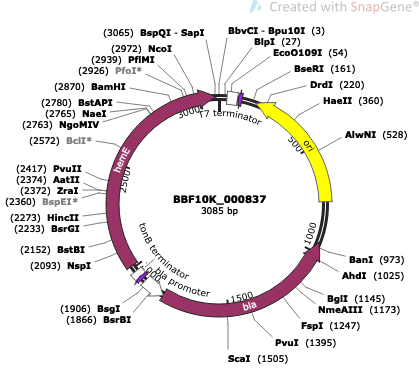 Created with SnapGene®
(3065) BspQI - SapI
(2972) NcoI
(2939) PflMI
(2926) PfoI*
(2870) BamHI
(2780) BstAPI
(2765) NaeI
(2763) NgoMIV
(2572) BclI*
(2417) PvuII
(2374) AatII
(2372) ZraI
(2360) BspEI*
(2273) HincII
(2233) BsrGI
(2152) BstBI
(2093) NspI
(1906) BsgI
(1866) BsrBI
BbvCI - Bpu10I (3)
BlpI (27)
EcoO109I (54)
BseRI (161)
DrdI (220)
HaeII (360)
AlwNI (528)
BanI (973)
AhdI (1025)
BglI (1145)
NmeAIII (1173)
FspI (1247)
PvuI (1395)
ScaI (1505)
T7 terminator
ori
500
1000
1500
2500
3000
hemE
tonB terminator
bla promoter
bla
BBF10K_000837
3085 bp